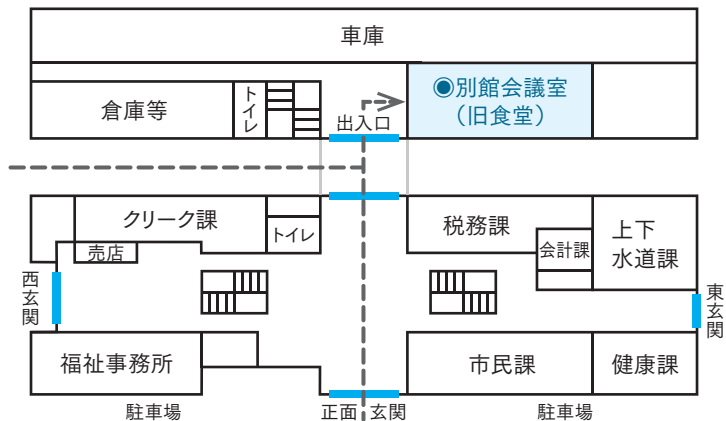 車庫
◉別館会議室
（旧食堂）
倉庫等
トイレ
出入口
クリーク課
トイレ
売店
税務課
会計課
上下
水道課
西玄関
東玄関
福祉事務所
市民課
健康課
駐車場
正面 玄関
駐車場